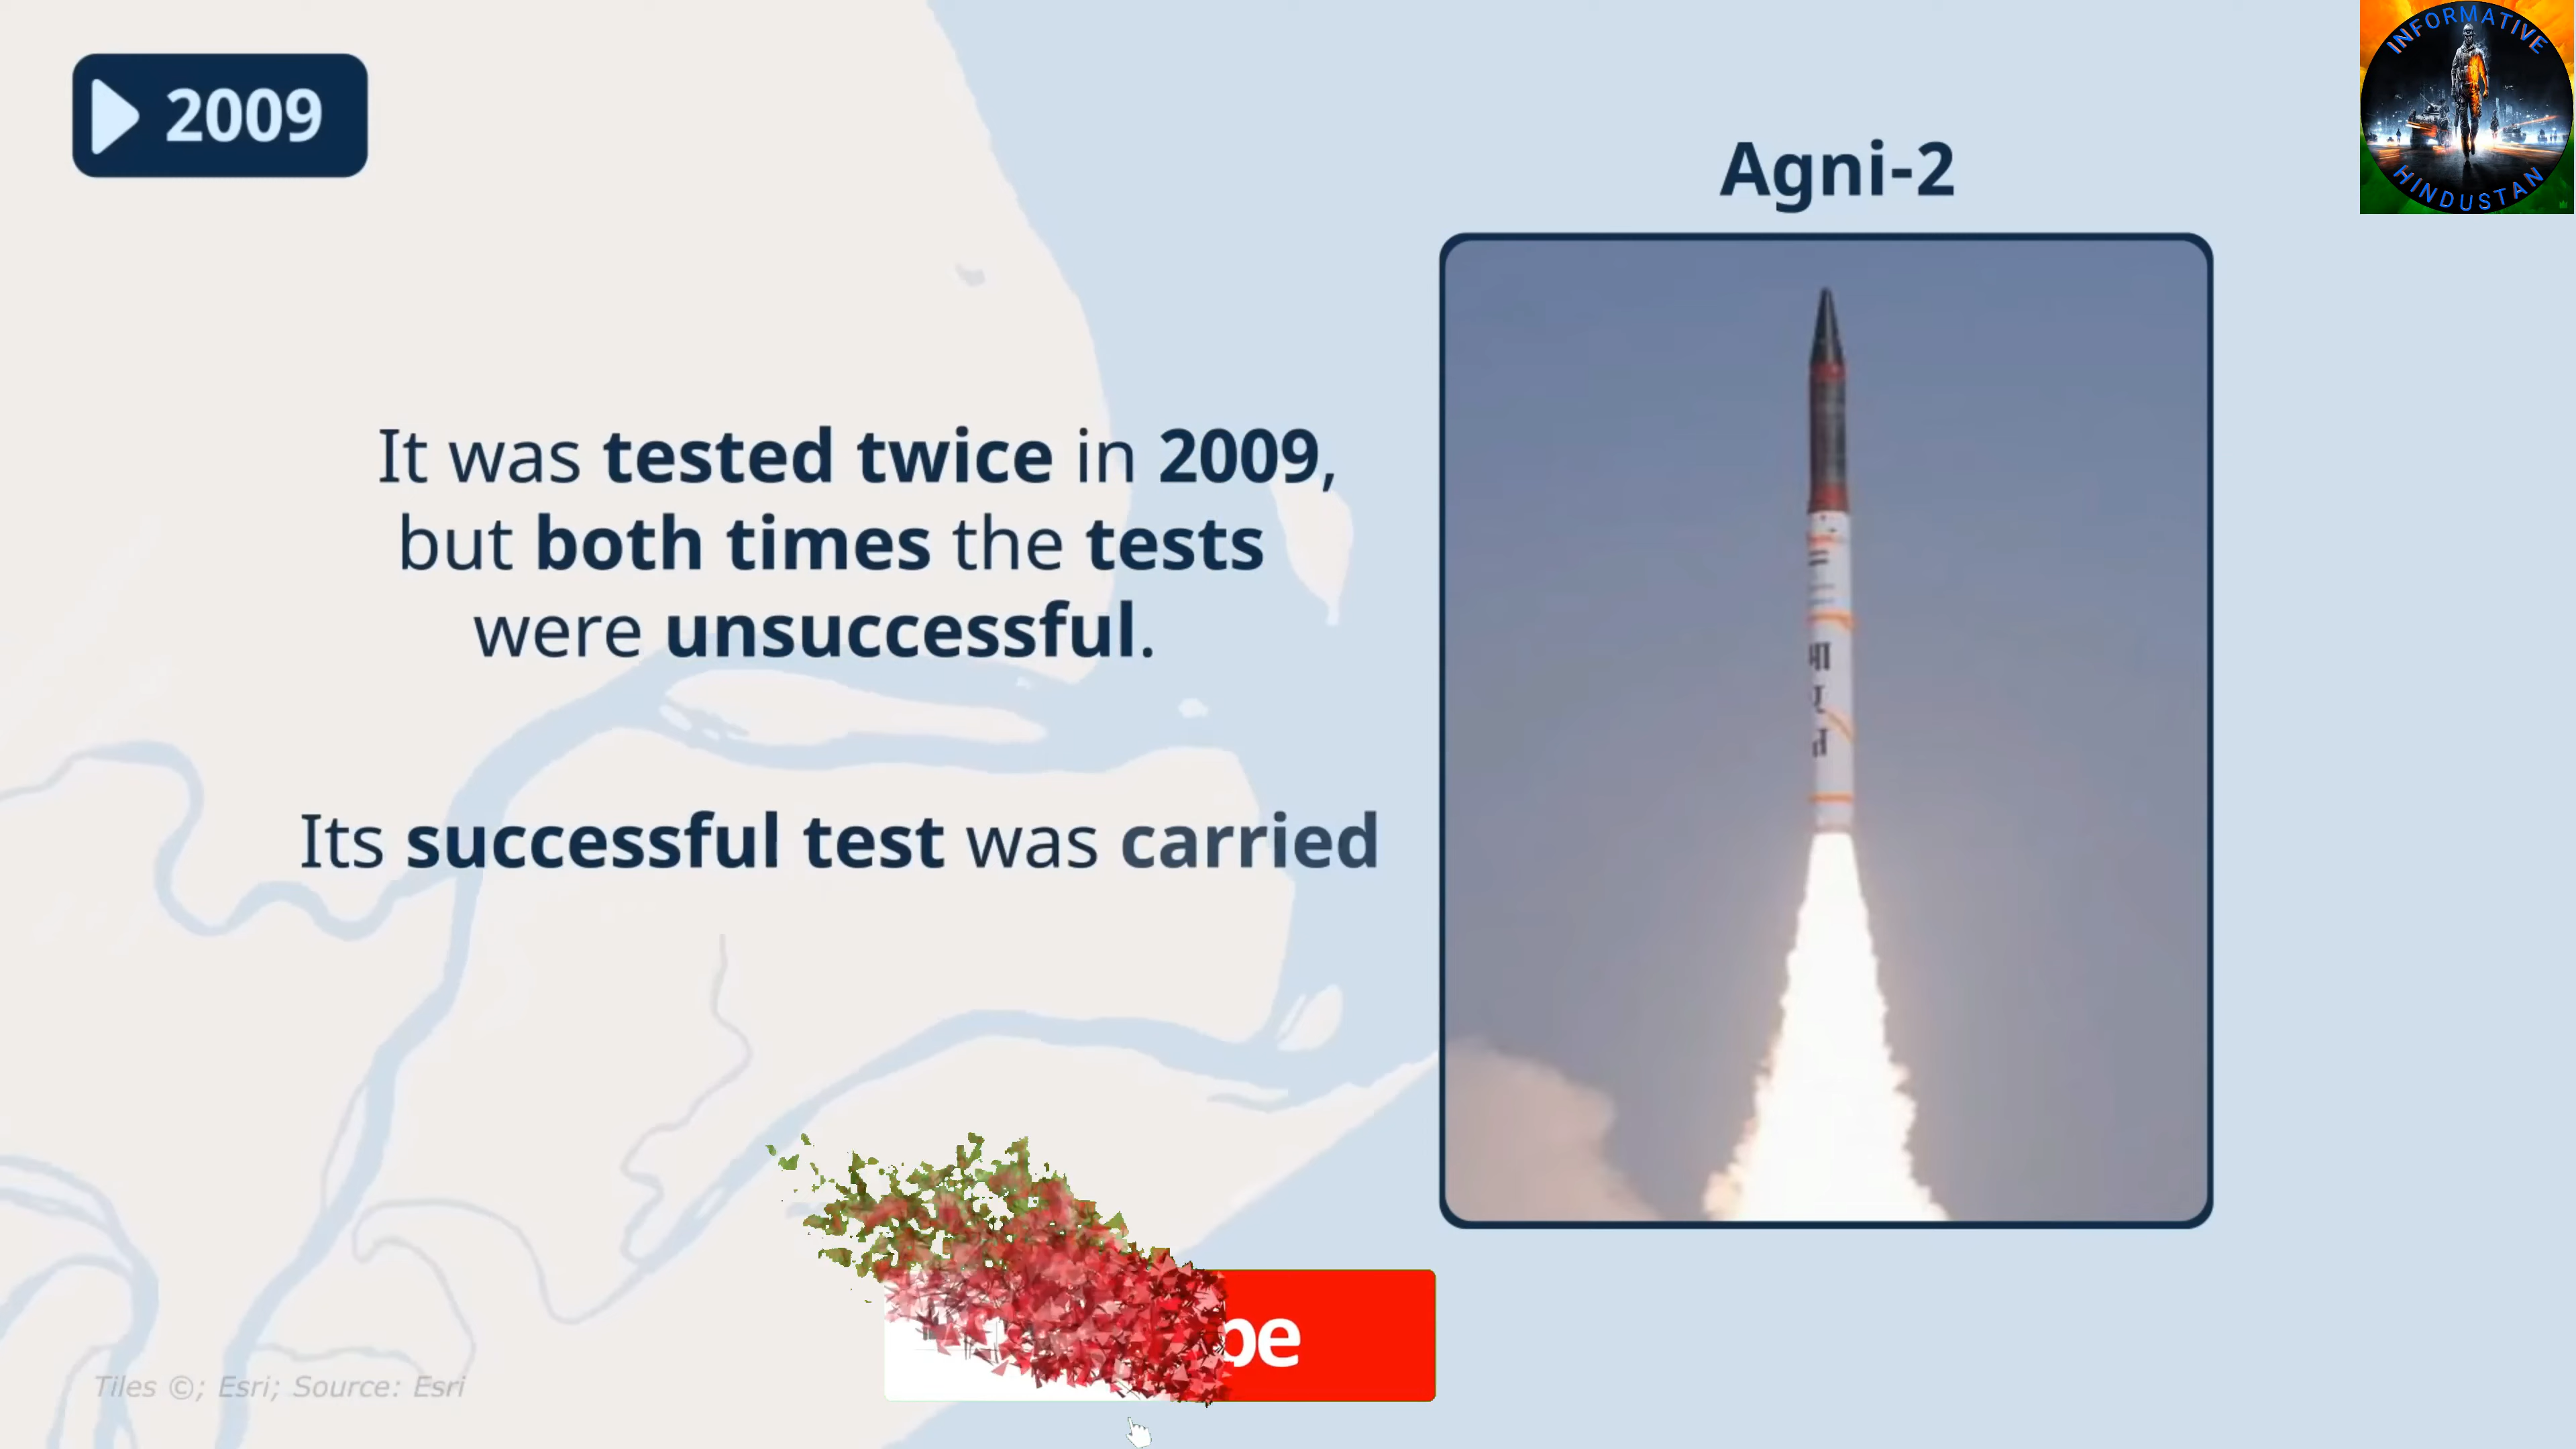 2009
INFORMATIVE
HINDUSTAN
Agni-2
It was tested twice in 2009,
but both times the tests
were unsuccessful.
Its successful test was carried
भा
र
त
be
Tiles ©; Esri; Source: Esri